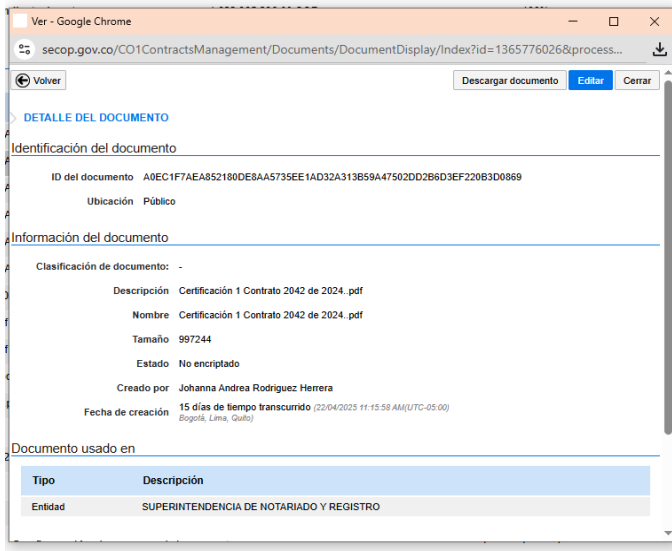 Ver - Google Chrome
secop.gov.co/CO1ContractsManagement/Documents/DocumentDisplay/Index?id=1365776026&process...
Volver Descargar documento Editar Cerrar
DETALLE DEL DOCUMENTO
Identificación del documento
ID del documento A0EC1F7AEA852180DE8AA5735EE1AD32A313B59A47502DD2B6D3EF220B3D0869
Ubicación Público
Información del documento
Clasificación de documento: -
Descripción Certificación 1 Contrato 2042 de 2024..pdf
Nombre Certificación 1 Contrato 2042 de 2024..pdf
Tamaño 997244
Estado No encriptado
Creado por Johanna Andrea Rodriguez Herrera
Fecha de creación 15 días de tiempo transcurrido (22/04/2025 11:15:58 AM(UTC-05:00)
Bogotá, Lima, Quito)
Documento usado en
Tipo Descripción
Entidad SUPERINTENDENCIA DE NOTARIADO Y REGISTRO